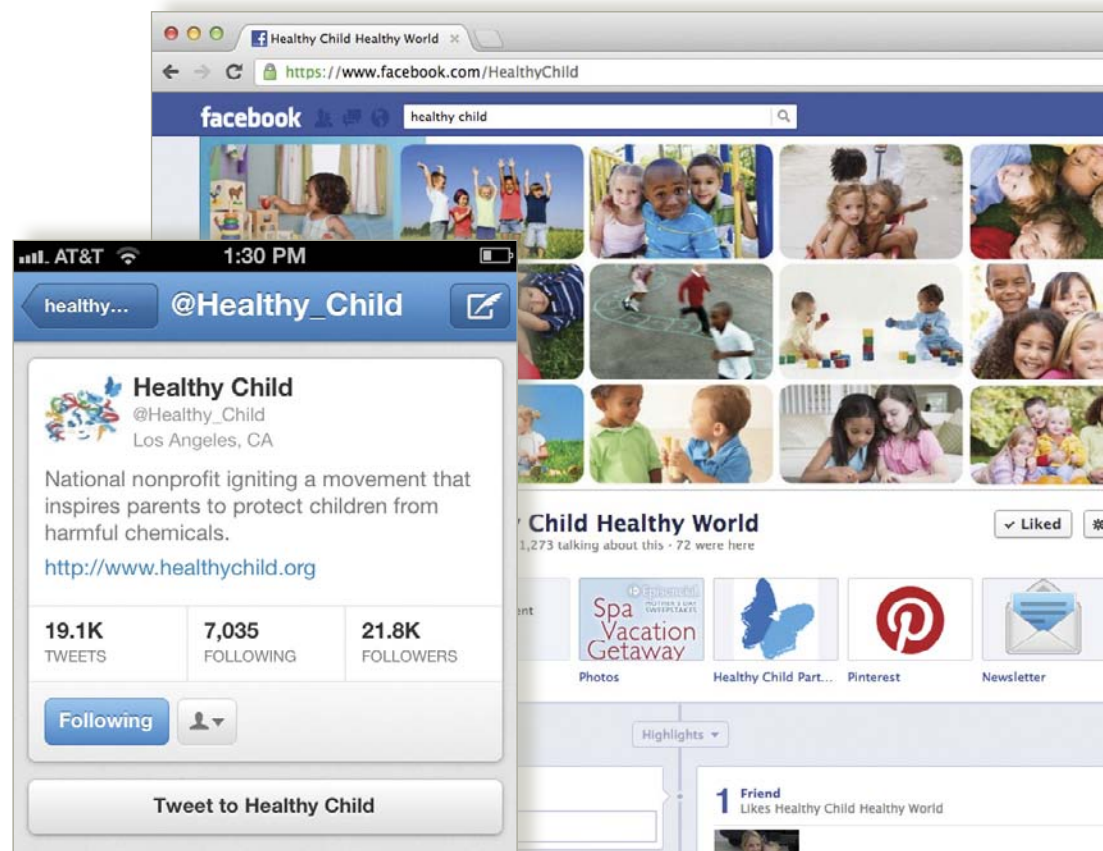 Healthy Child Healthy World
https://www.facebook.com/HealthyChild
facebook
healthy child
AT&T
1:30 PM
healthy...
@Healthy_Child
Healthy Child
@Healthy_Child
Los Angeles, CA
National nonprofit igniting a movement that
inspires parents to protect children from
harmful chemicals.
http://www.healthychild.org
19.1K
TWEETS
7,035
FOLLOWING
21.8K
FOLLOWERS
Following
Tweet to Healthy Child
Child Healthy World
1,273 talking about this · 72 were here
Liked
Episencial
MOTHER'S DAY
SWEEPSTAKES
Spa
Vacation
Getaway
Photos
Healthy Child Part...
Pinterest
Newsletter
Highlights
1 Friend
Likes Healthy Child Healthy World